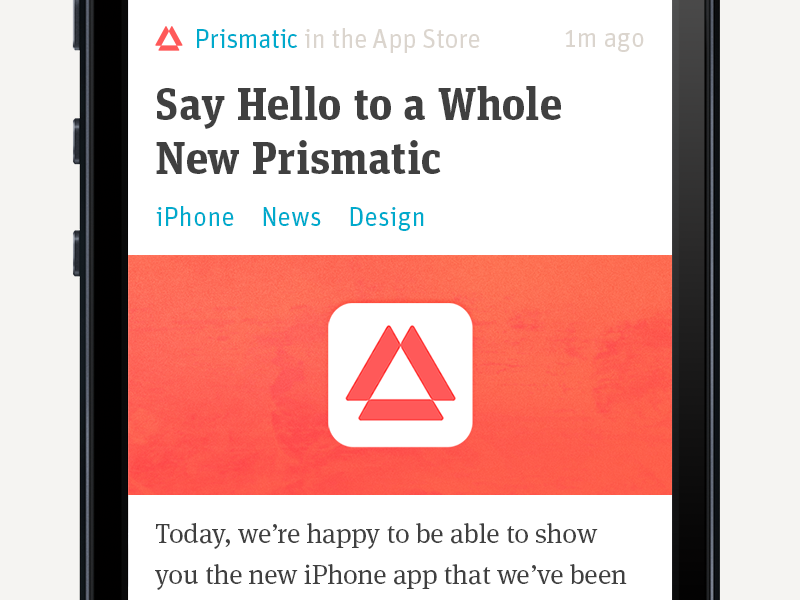 Prismatic in the App Store 1m ago
Say Hello to a Whole
New Prismatic
iPhone News Design
Today, we’re happy to be able to show
you the new iPhone app that we’ve been